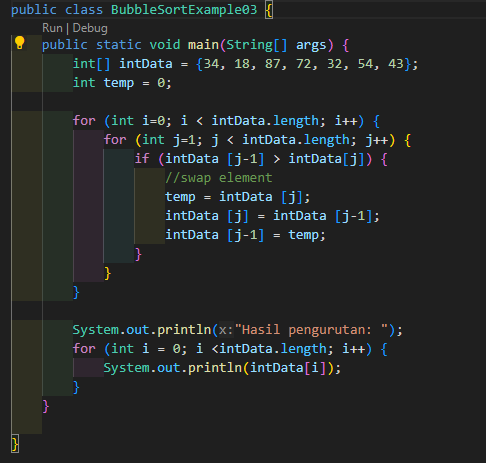 public class BubbleSortExample03 {
Run | Debug
    public static void main(String[] args) {
        int[] intData = {34, 18, 87, 72, 32, 54, 43};
        int temp = 0;

        for (int i=0; i < intData.length; i++) {
            for (int j=1; j < intData.length; j++) {
                if (intData [j-1] > intData[j]) {
                    //swap element
                    temp = intData [j];
                    intData [j] = intData [j-1];
                    intData [j-1] = temp;
                }
            }
        }

        System.out.println(x:"Hasil pengurutan: ");
        for (int i = 0; i <intData.length; i++) {
            System.out.println(intData[i]);
        }
    }

}